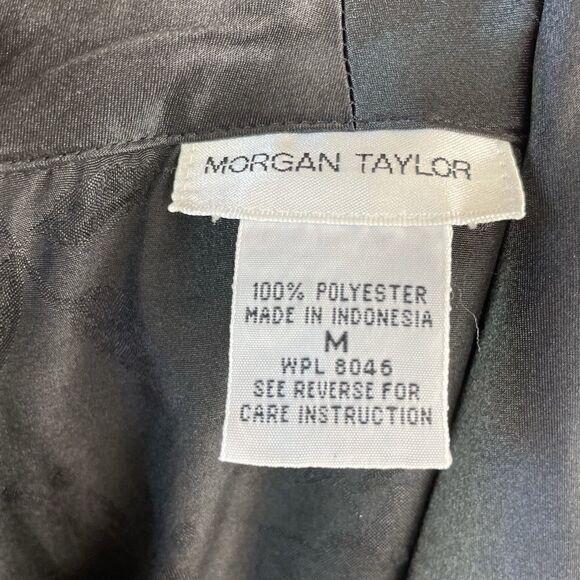 MORGAN TAYLOR
100% POLYESTER
MADE IN INDONESIA
M
WPL 8046
SEE REVERSE FOR
CARE INSTRUCTION